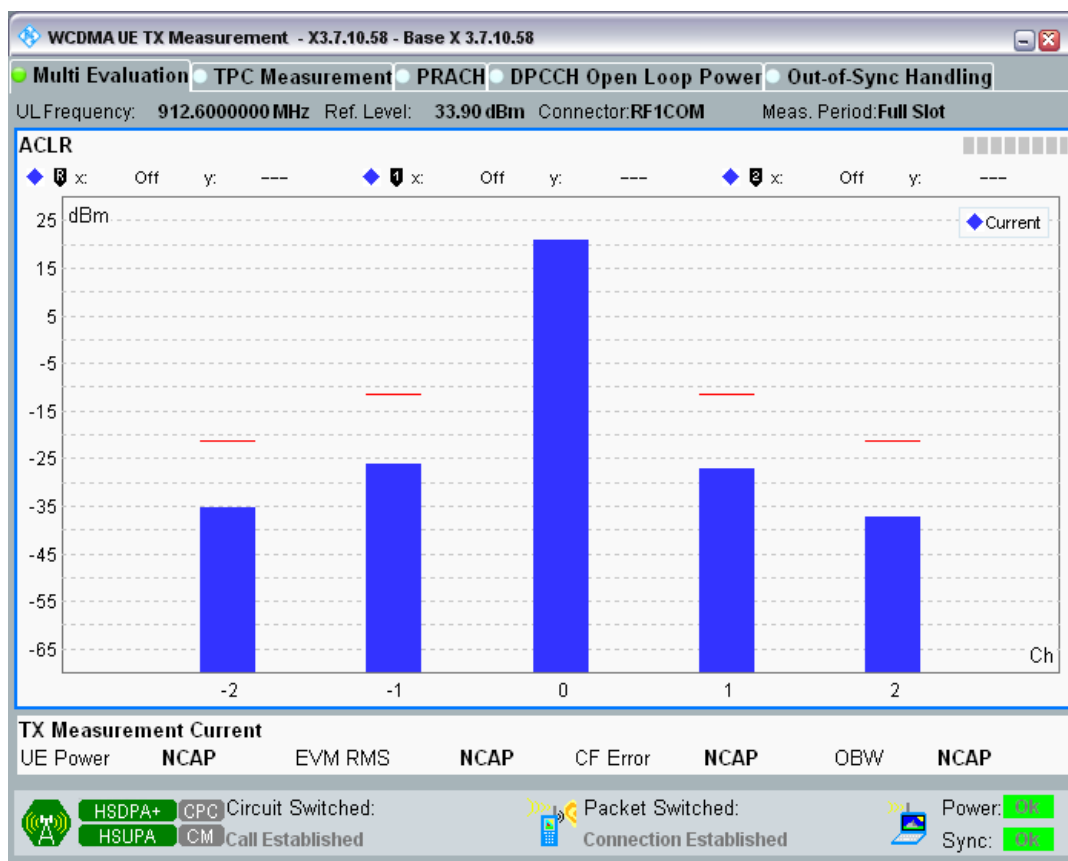 WCDMA UE TX Measurement - X3.7.10.58 - Base X 3.7.10.58
Multi Evaluation TPC Measurement PRACH DPCCH Open Loop Power Out-of-Sync Handling
UL Frequency: 912.6000000 MHz Ref. Level: 33.90 dBm Connector: RF1COM Meas. Period: Full Slot
ACLR
R x: Off y: --- 1 x: Off y: --- 2 x: Off y: ---
dBm
Current
25
15
5
-5
-15
-25
-35
-45
-55
-65
Ch
-2 -1 0 1 2
TX Measurement Current
UE Power NCAP EVM RMS NCAP CF Error NCAP OBW NCAP
HSDPA+ CPC Circuit Switched: Packet Switched: Power: Ok
HSUPA CM Call Established Connection Established Sync: Ok